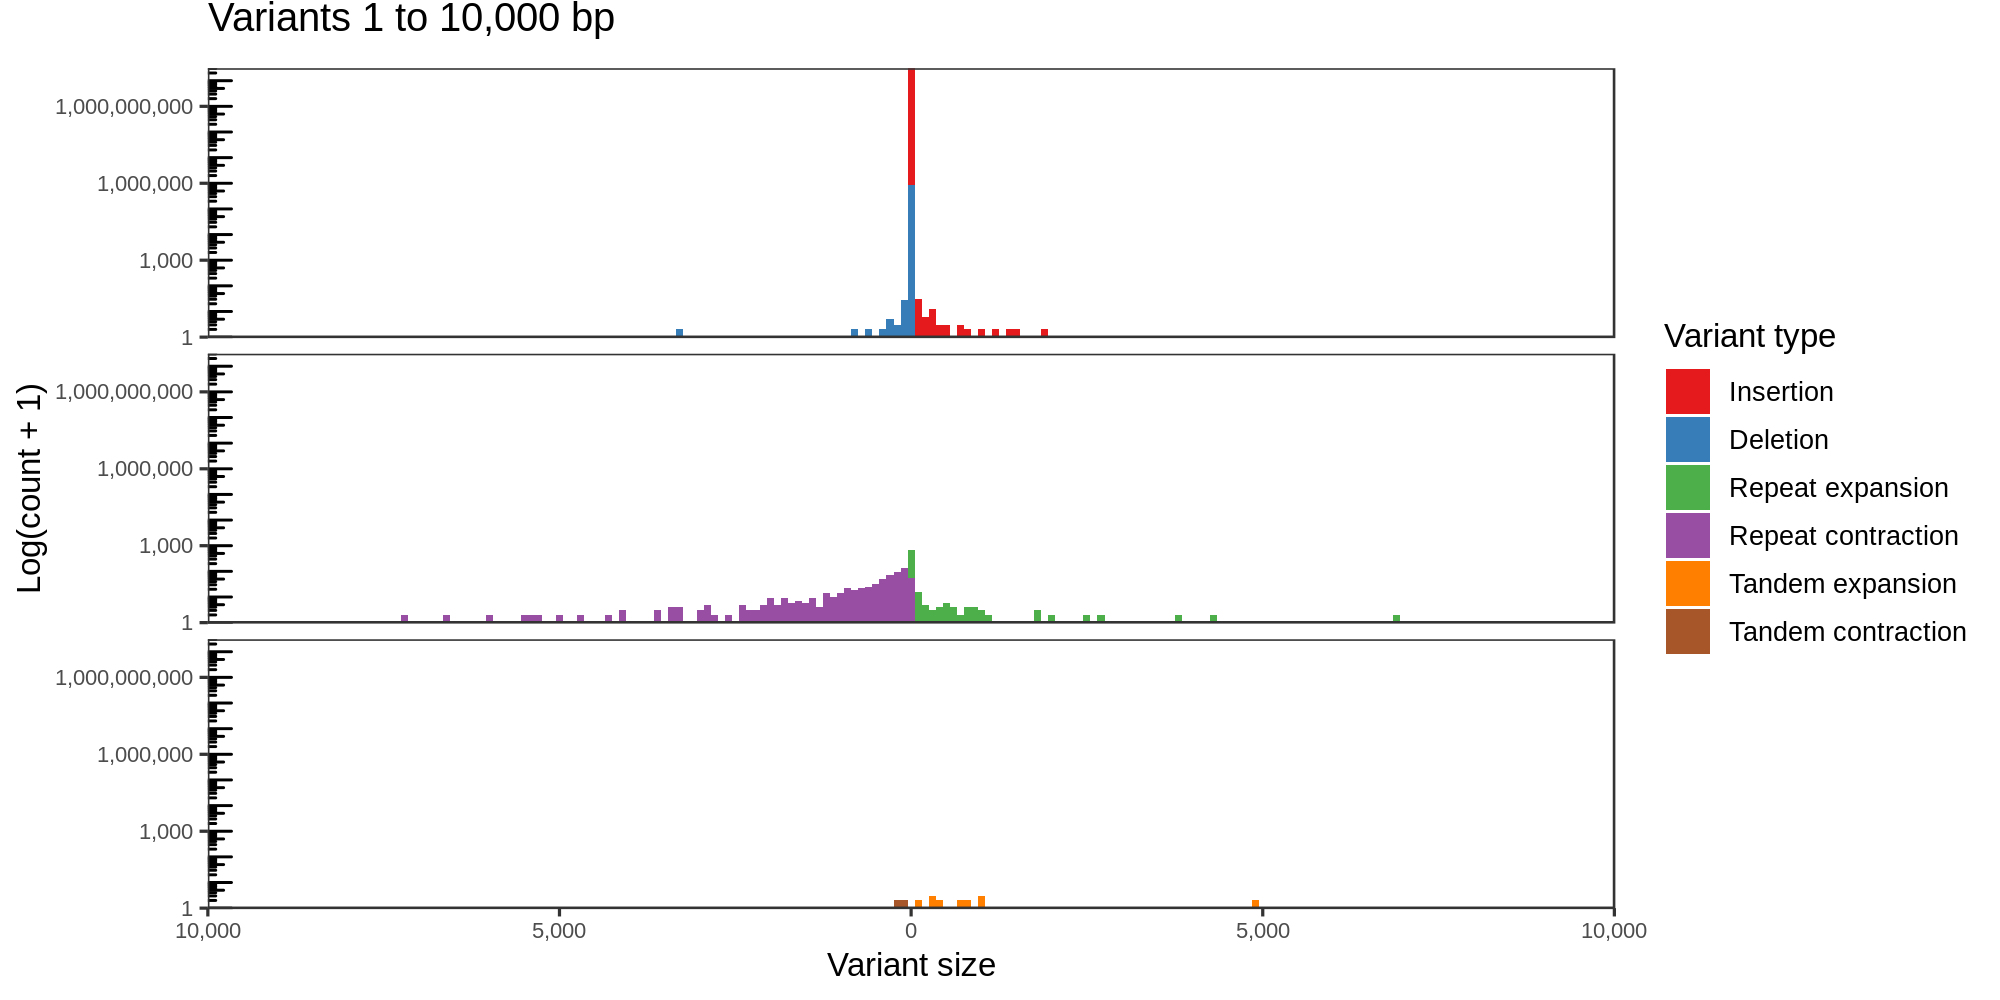 Variants 1 to 10,000 bp
1,000,000,000
1,000,000
1,000
1
1,000,000,000
1,000,000
1,000
1
1,000,000,000
1,000,000
1,000
1
Log(count + 1)
10,000
5,000
0
5,000
10,000
Variant size
Variant type
Insertion
Deletion
Repeat expansion
Repeat contraction
Tandem expansion
Tandem contraction